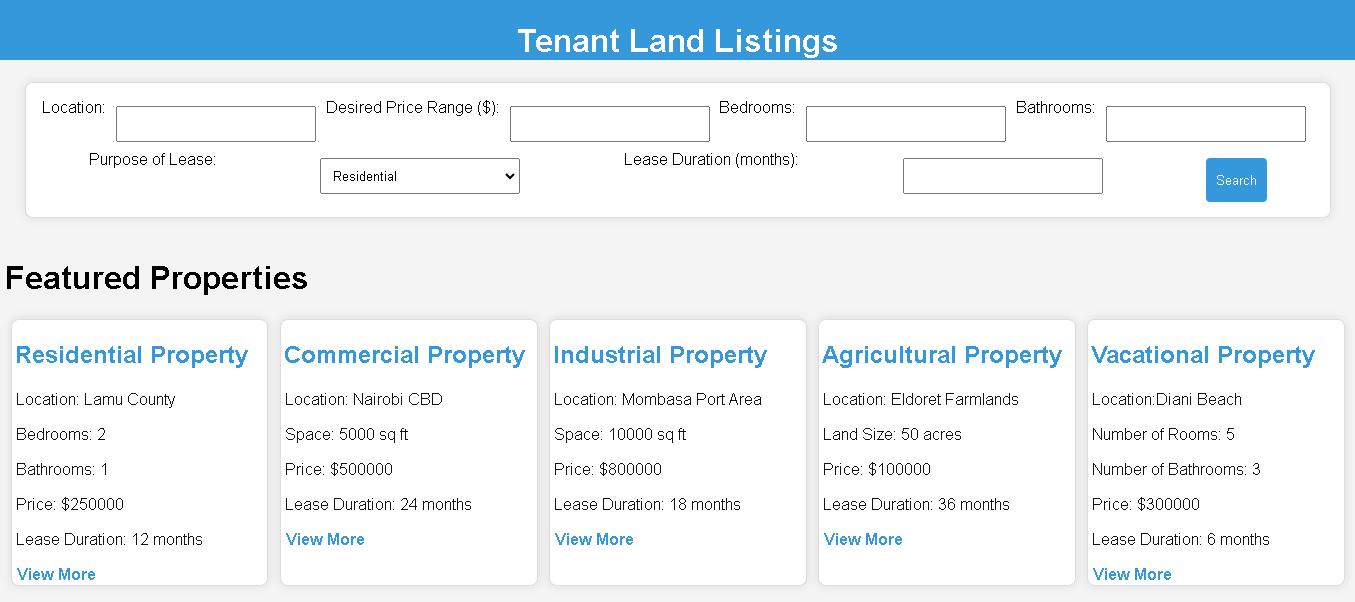 Tenant Land Listings
Location: Desired Price Range ($): Bedrooms: Bathrooms:
Purpose of Lease: Residential Lease Duration (months): Search
Featured Properties
Residential Property
Location: Lamu County
Bedrooms: 2
Bathrooms: 1
Price: $250000
Lease Duration: 12 months
View More
Commercial Property
Location: Nairobi CBD
Space: 5000 sq ft
Price: $500000
Lease Duration: 24 months
View More
Industrial Property
Location: Mombasa Port Area
Space: 10000 sq ft
Price: $800000
Lease Duration: 18 months
View More
Agricultural Property
Location: Eldoret Farmlands
Land Size: 50 acres
Price: $100000
Lease Duration: 36 months
View More
Vacational Property
Location:Diani Beach
Number of Rooms: 5
Number of Bathrooms: 3
Price: $300000
Lease Duration: 6 months
View More